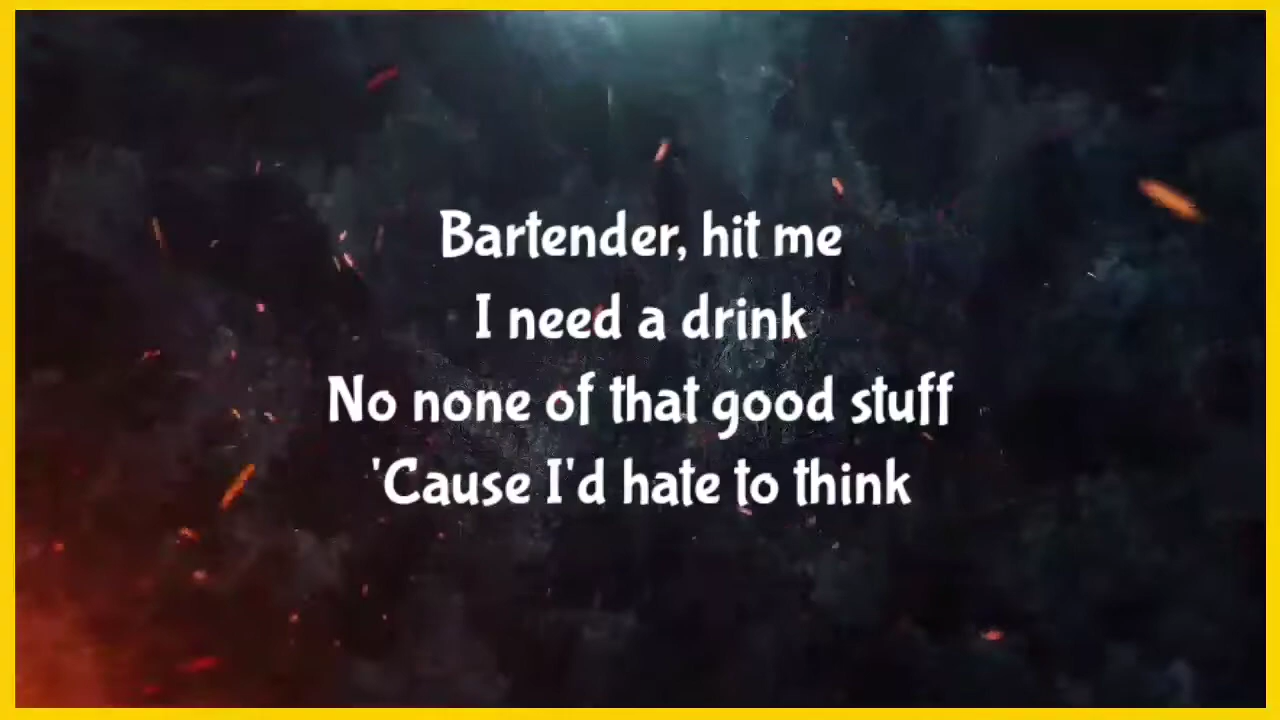 Bartender, hit me
I need a drink
No none of that good stuff
'Cause I'd hate to think